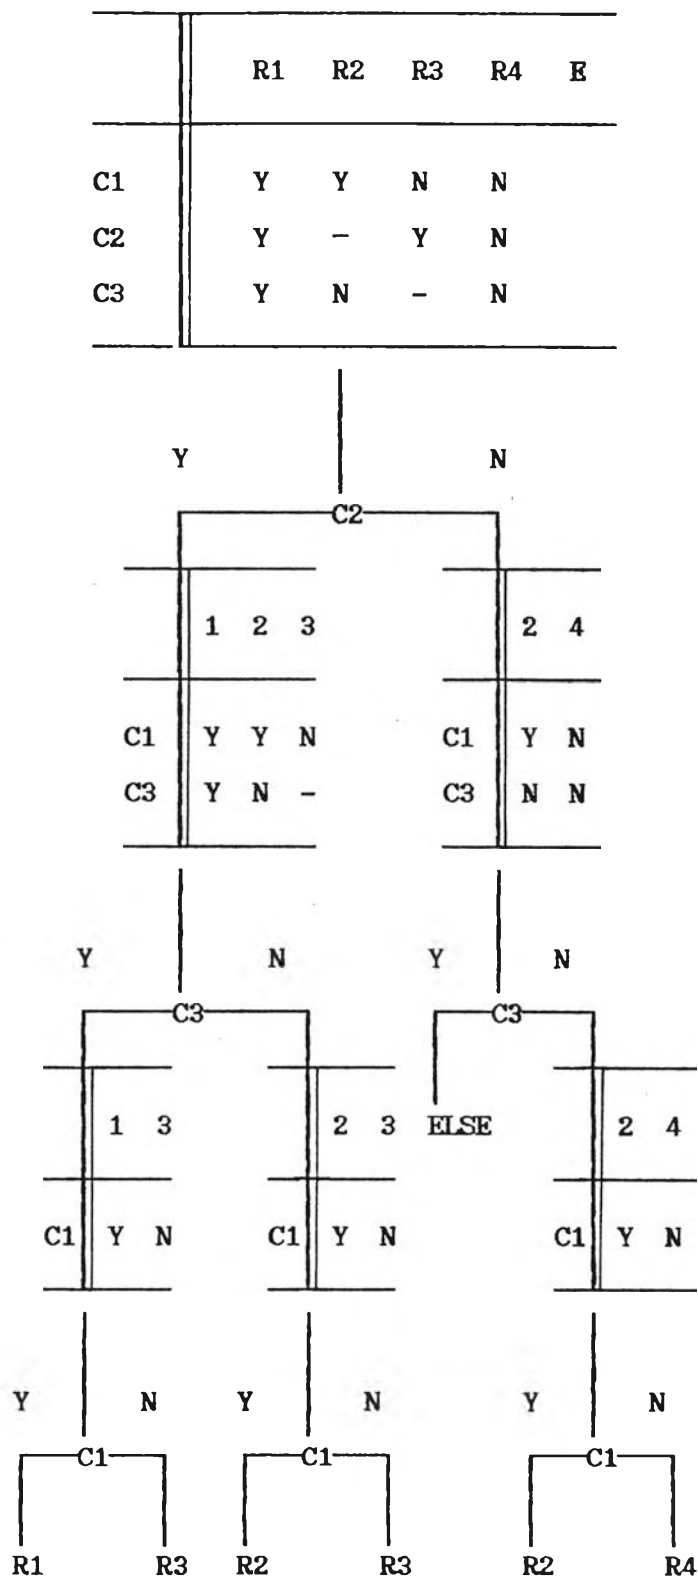 R1 R2 R3 R4 E
C1 Y Y N N
C2 Y - Y N
C3 Y N - N
Y N
C2
1 2 3 2 4
C1 Y Y N C1 Y N
C3 Y N - C3 N N
Y N Y N
C3 C3
1 3 2 3 ELSE 2 4
C1 Y N C1 Y N C1 Y N
Y N Y N Y N
C1 C1 C1
R1 R3 R2 R3 R2 R4